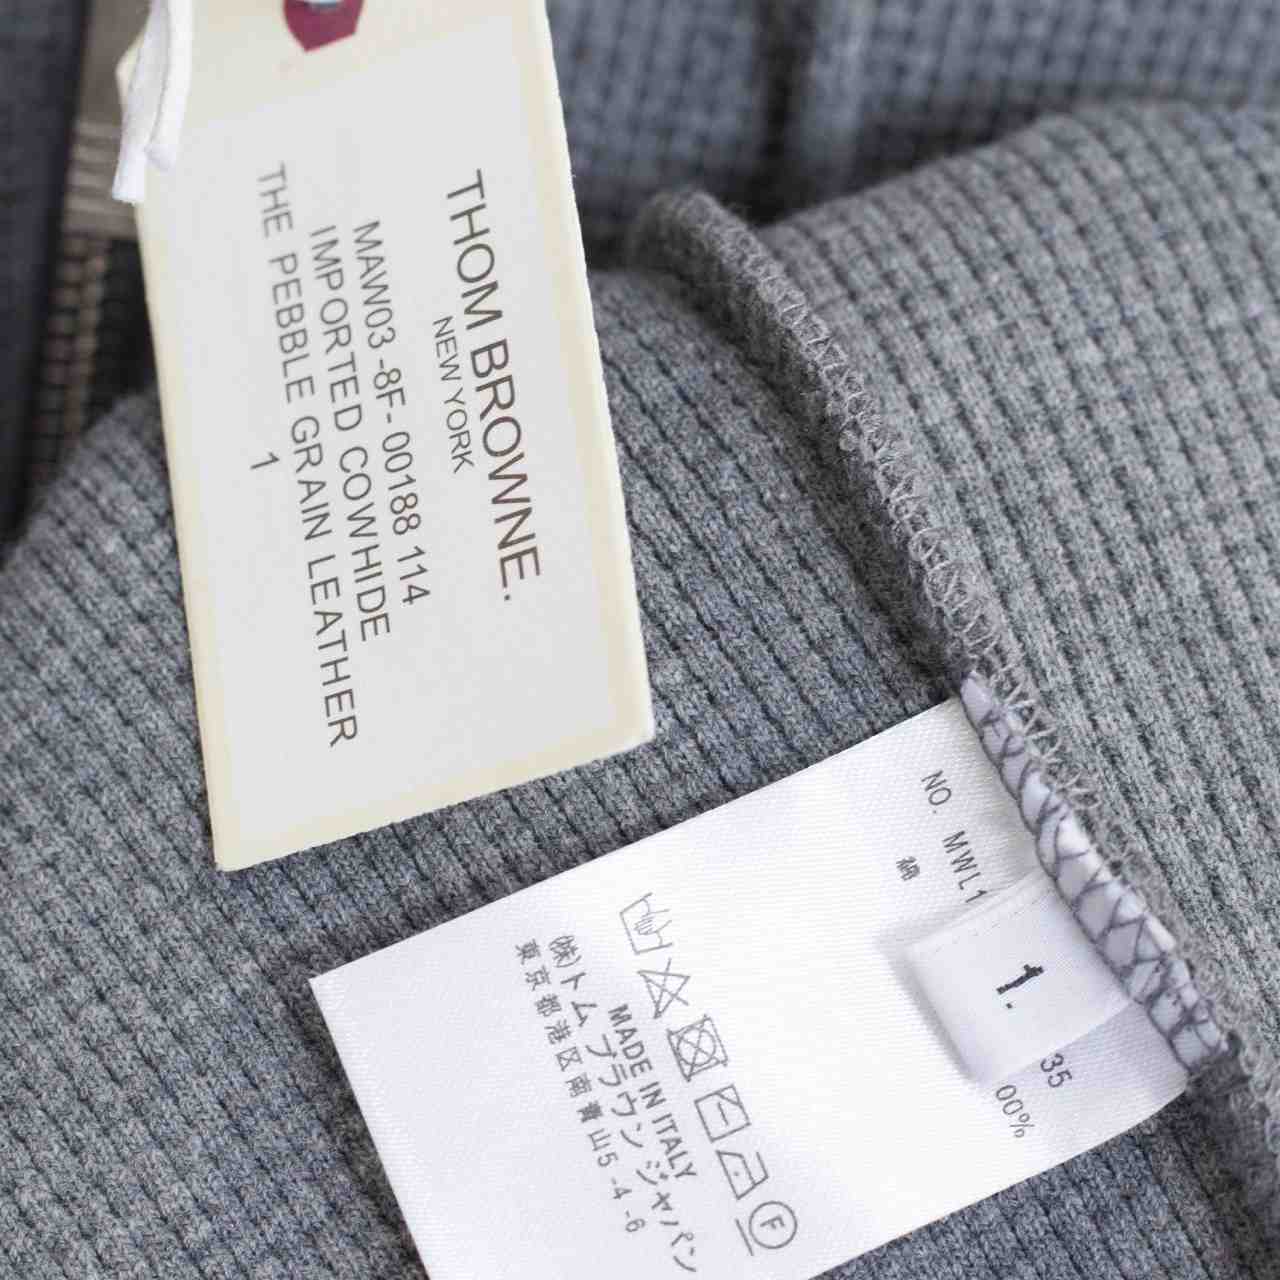 THOM BROWNE.
NEW YORK
MAW03 -8F- 00188 114
IMPORTED COWHIDE
THE PEBBLE GRAIN LEATHER
1
NO. MWL1
35
綿
00%
1.
F
MADE IN ITALY
(株)トム ブラウン ジャパン
東京都港区南青山5-4-6